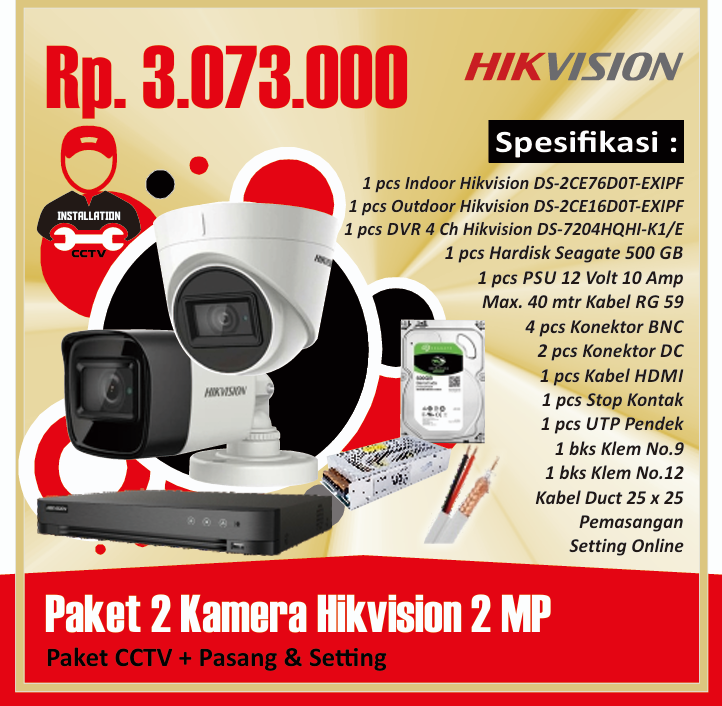 Rp. 3.073.000
HIKVISION
Spesifikasi :
INSTALLATION
CCTV
1 pcs Indoor Hikvision DS-2CE76D0T-EXIPF
1 pcs Outdoor Hikvision DS-2CE16D0T-EXIPF
1 pcs DVR 4 Ch Hikvision DS-7204HQHI-K1/E
1 pcs Hardisk Seagate 500 GB
1 pcs PSU 12 Volt 10 Amp
Max. 40 mtr Kabel RG 59
4 pcs Konektor BNC
2 pcs Konektor DC
1 pcs Kabel HDMI
1 pcs Stop Kontak
1 pcs UTP Pendek
1 bks Klem No.9
1 bks Klem No.12
Kabel Duct 25 x 25
Pemasangan
Setting Online
HIKVISION
HIKVISION
Paket 2 Kamera Hikvision 2 MP
Paket CCTV + Pasang & Setting